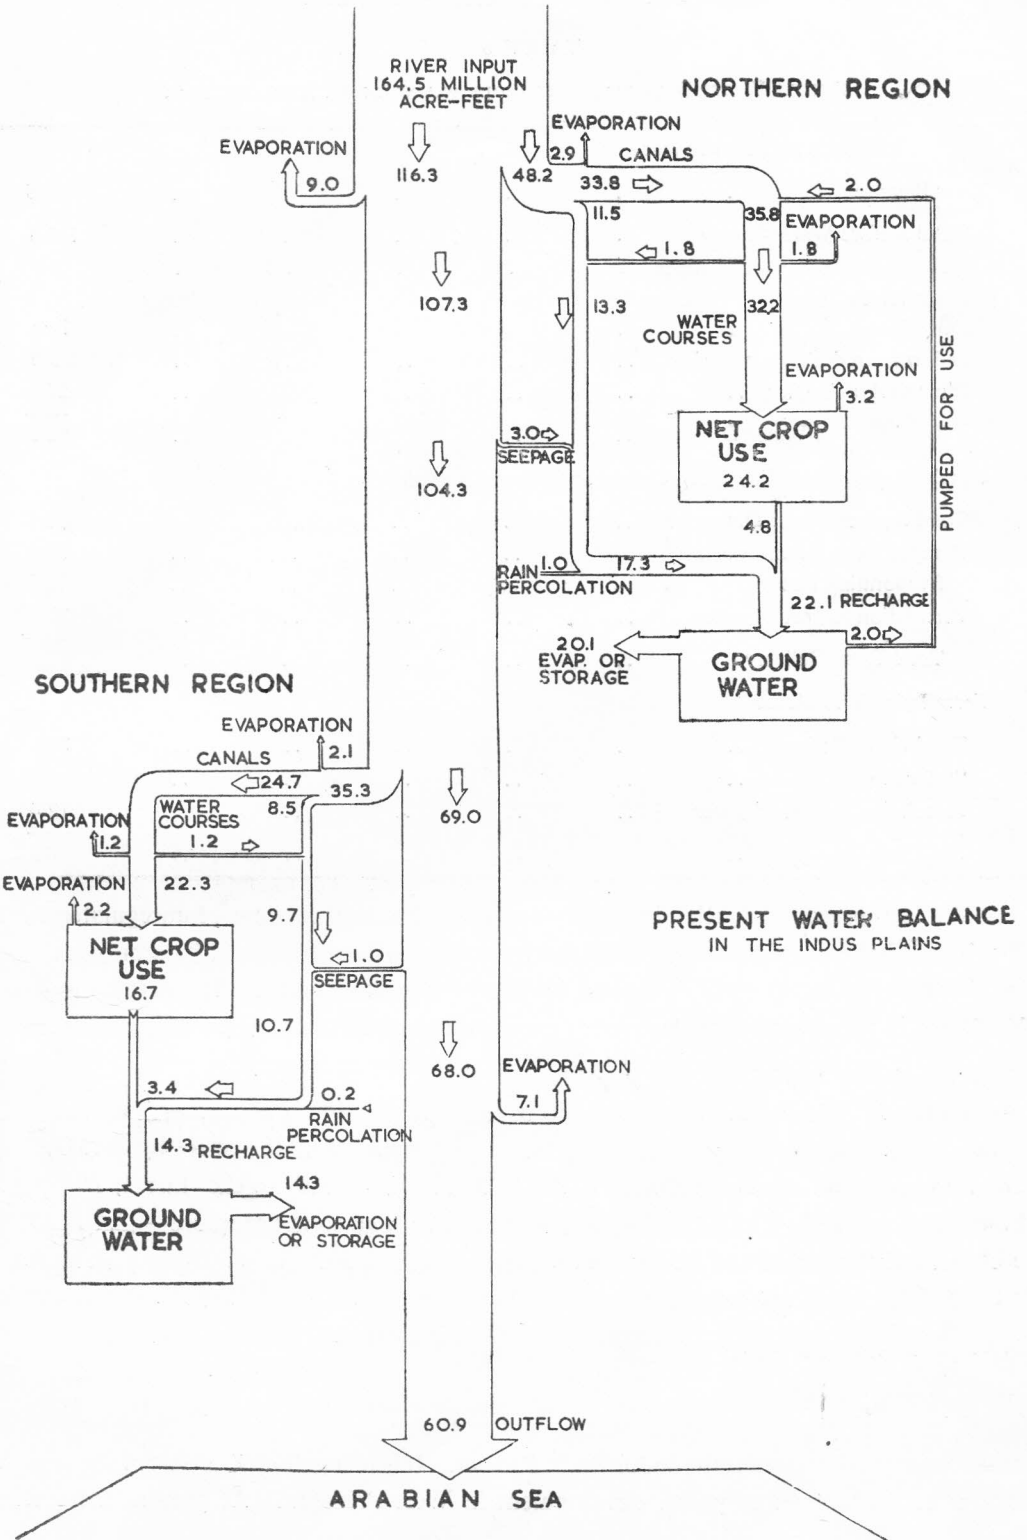 RIVER INPUT
164.5 MILLION
ACRE-FEET
NORTHERN REGION
EVAPORATION
9.0
116.3
48.2
EVAPORATION
2.9
CANALS
33.8
2.0
11.5
35.8
EVAPORATION
1.8
1.8
107.3
13.3
WATER
COURSES
32.2
EVAPORATION
3.2
PUMPED FOR USE
3.0
SEEPAGE
NET CROP
USE
24.2
104.3
4.8
1.0
RAIN
PERCOLATION
17.3
22.1 RECHARGE
2.0
20.1
EVAP. OR
STORAGE
GROUND
WATER
SOUTHERN REGION
EVAPORATION
2.1
CANALS
24.7
35.3
WATER
COURSES
8.5
69.0
EVAPORATION
1.2
1.2
EVAPORATION
2.2
22.3
9.7
NET CROP
USE
16.7
1.0
SEEPAGE
10.7
PRESENT WATER BALANCE
IN THE INDUS PLAINS
68.0
EVAPORATION
7.1
3.4
0.2
RAIN
PERCOLATION
14.3 RECHARGE
14.3
EVAPORATION
OR STORAGE
GROUND
WATER
60.9 OUTFLOW
ARABIAN SEA